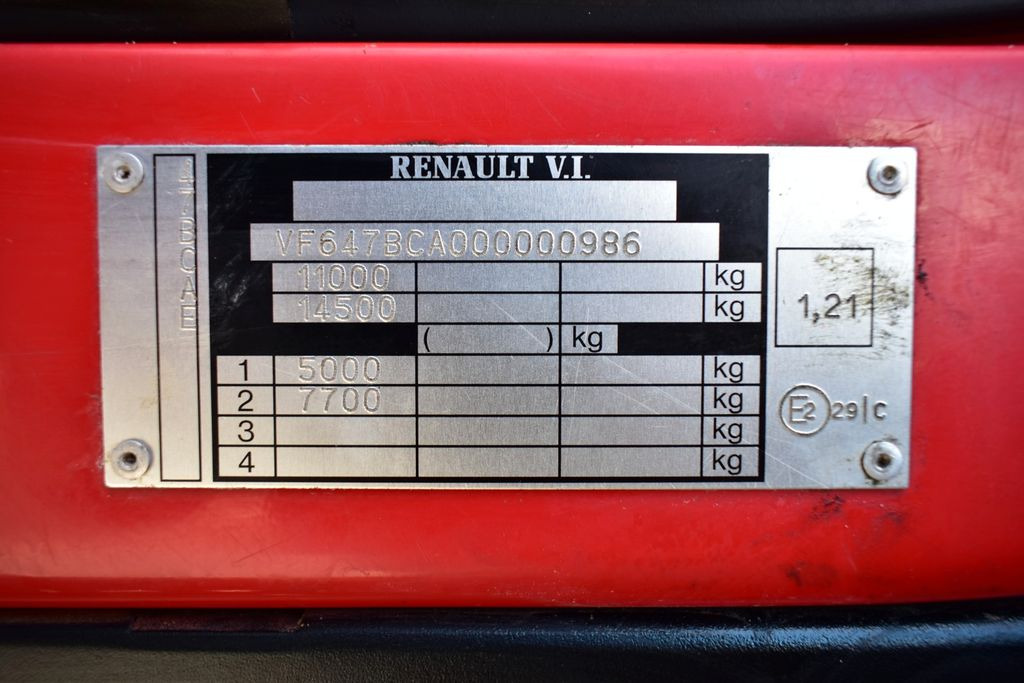 RENAULT V.I.
VF647BCA000000986
11000 kg
14500 kg
( ) kg
1 5000 kg
2 7700 kg
3 kg
4 kg
1,21
E2 29|C